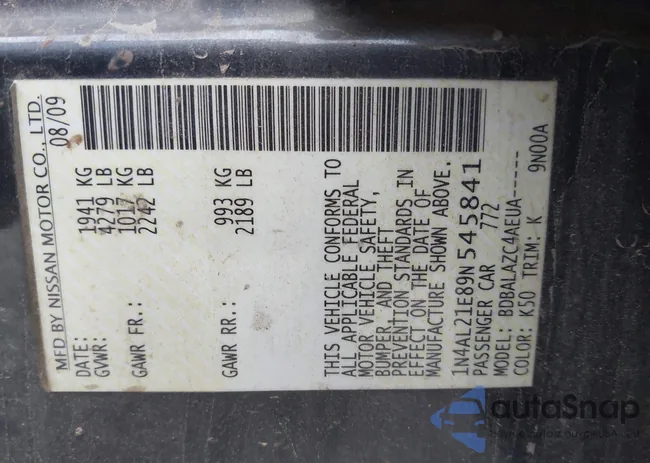 MFD BY NISSAN MOTOR CO., LTD.
DATE: 08/09
GVWR: 1941 KG
4279 LB
GAWR FR.: 1017 KG
2242 LB
GAWR RR.: 993 KG
2189 LB
THIS VEHICLE CONFORMS TO
ALL APPLICABLE FEDERAL
MOTOR VEHICLE SAFETY,
BUMPER, AND THEFT
PREVENTION STANDARDS IN
EFFECT ON THE DATE OF
MANUFACTURE SHOWN ABOVE.
1N4AL21E89N545841
PASSENGER CAR 772
MODEL: BDBALAZC4AEUA-----
COLOR: K50 TRIM: K 9N00A
autoSnap